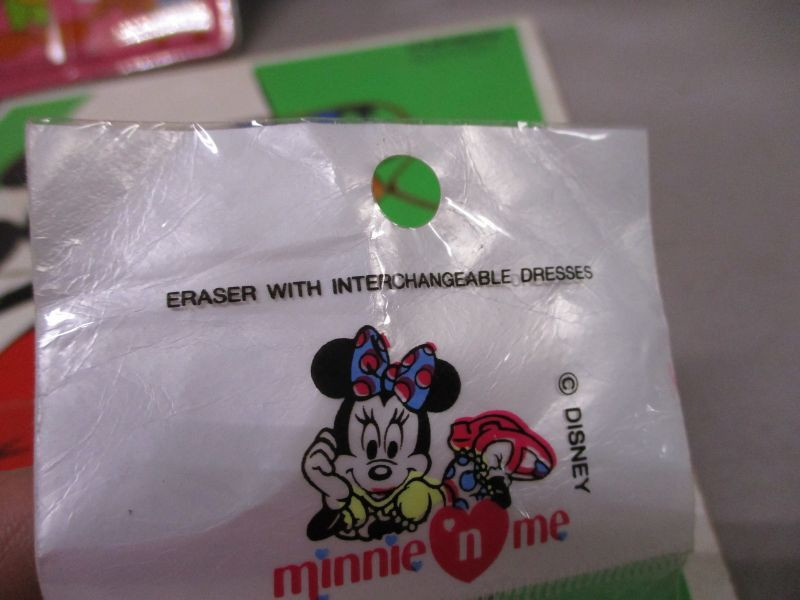 ERASER WITH INTERCHANGEABLE DRESSES
© DISNEY
minnie 'n me